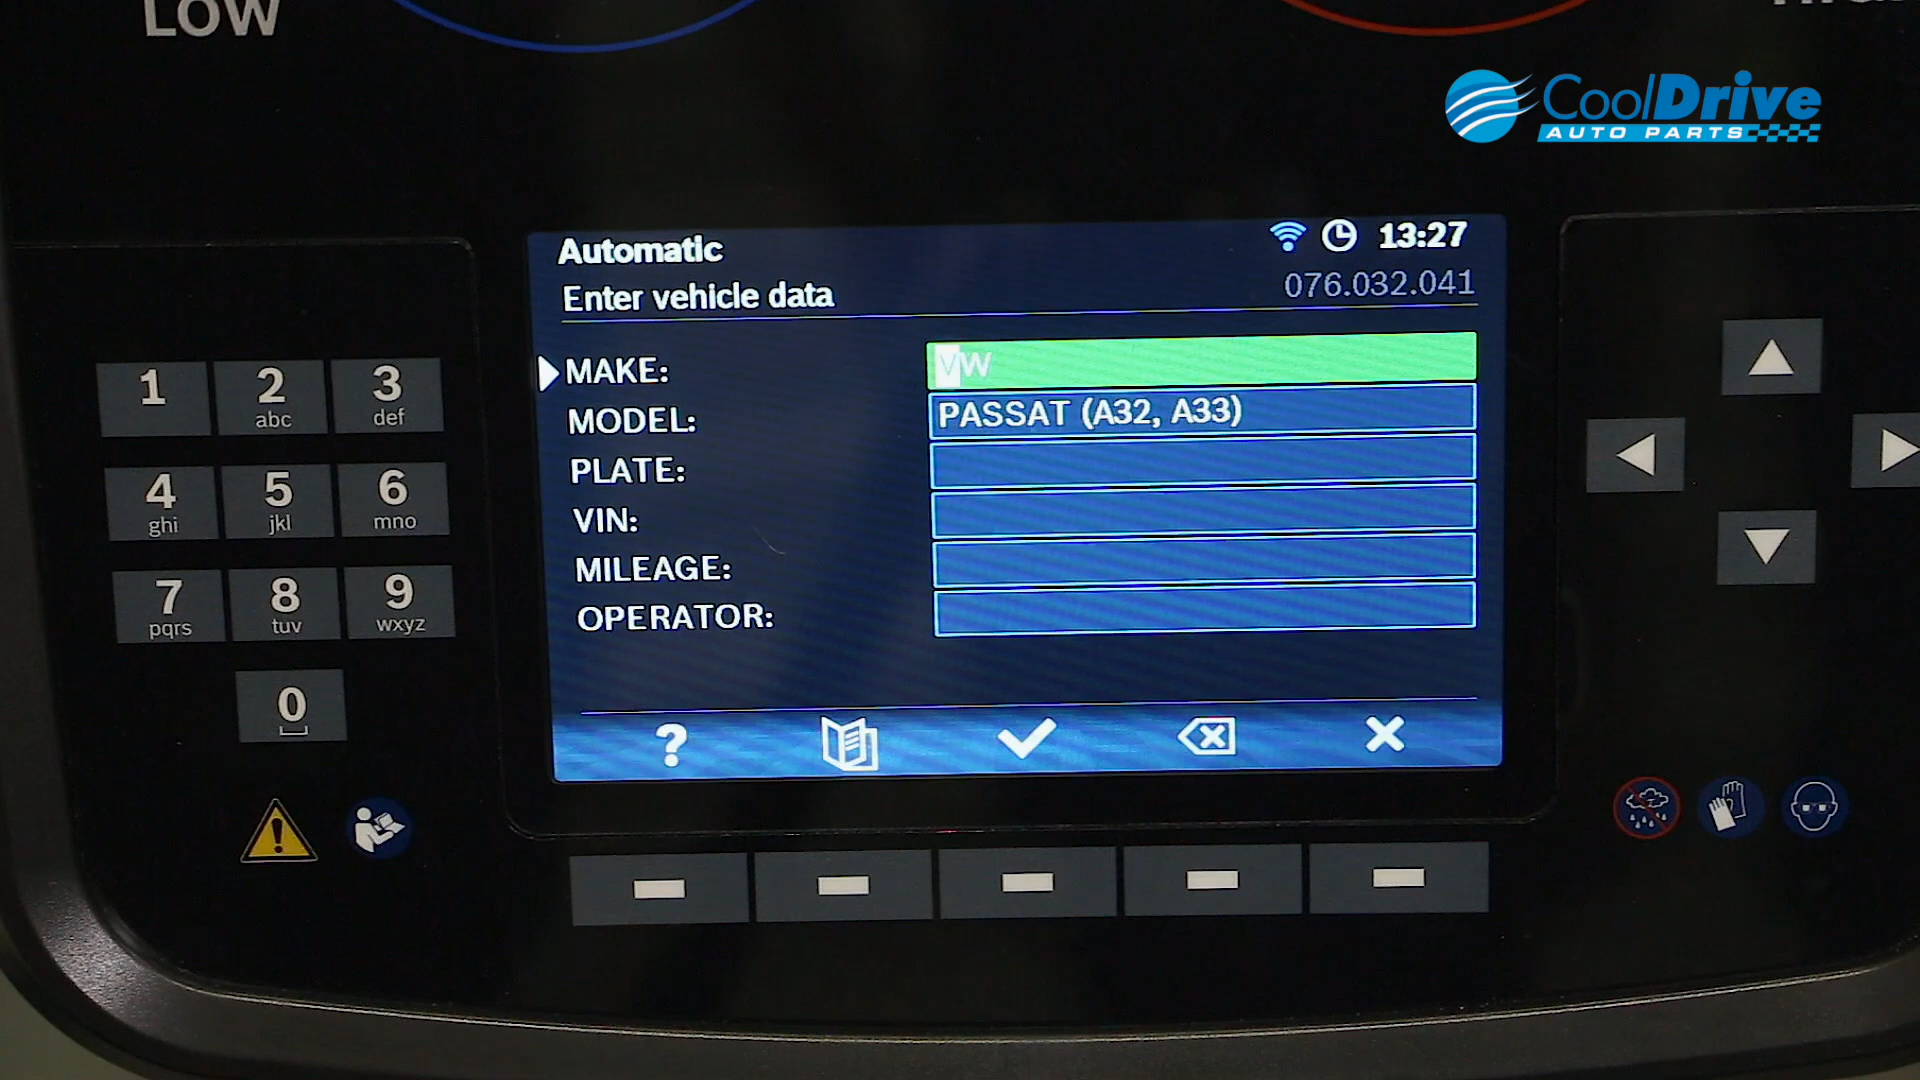 LOW
CoolDrive
AUTO PARTS
Automatic
13:27
Enter vehicle data
076.032.041
MAKE: VW
MODEL: PASSAT (A32, A33)
PLATE:
VIN:
MILEAGE:
OPERATOR:
?
1
2 abc
3 def
4 ghi
5 jkl
6 mno
7 pqrs
8 tuv
9 wxyz
0